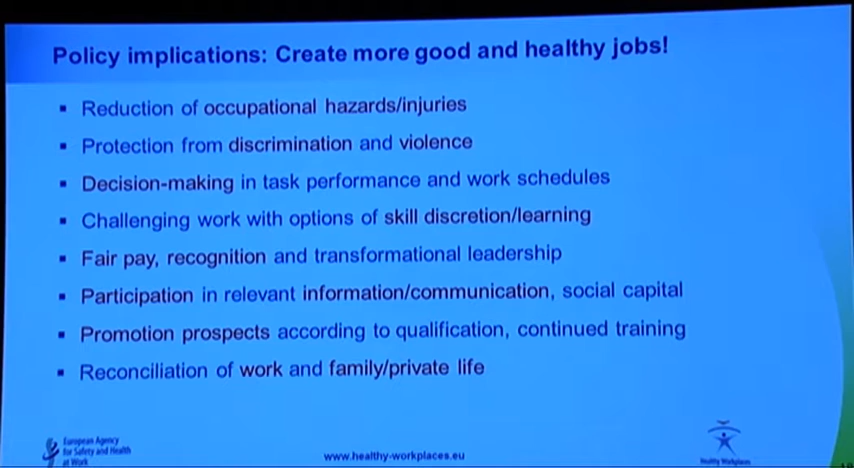 Policy implications: Create more good and healthy jobs!
▪ Reduction of occupational hazards/injuries
▪ Protection from discrimination and violence
▪ Decision-making in task performance and work schedules
▪ Challenging work with options of skill discretion/learning
▪ Fair pay, recognition and transformational leadership
▪ Participation in relevant information/communication, social capital
▪ Promotion prospects according to qualification, continued training
▪ Reconciliation of work and family/private life
European Agency
for Safety and Health
at Work
www.healthy-workplaces.eu
Healthy Workplaces